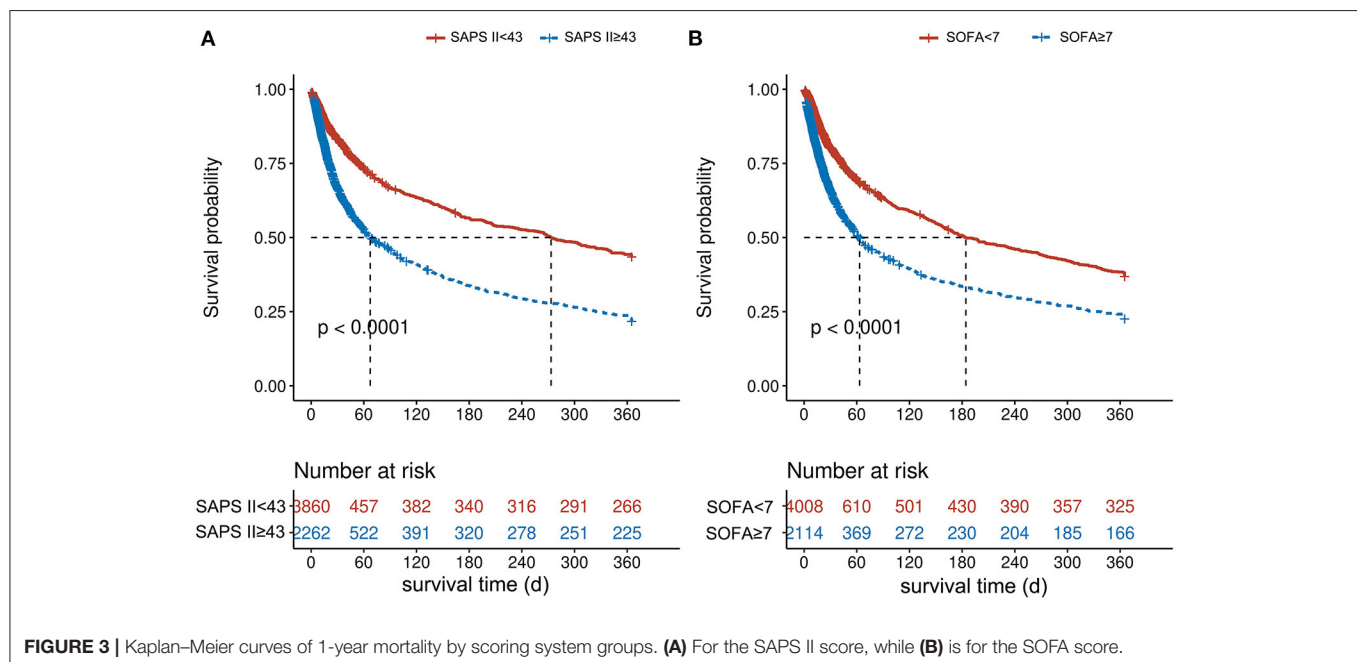 A
SAPS II<43 SAPS II≥43
Survival probability
1.00
0.75
0.50
0.25
0.00
p < 0.0001
0 60 120 180 240 300 360
Number at risk
SAPS II<43 3860 457 382 340 316 291 266
SAPS II≥43 2262 522 391 320 278 251 225
0 60 120 180 240 300 360
survival time (d)
B
SOFA<7 SOFA≥7
Survival probability
1.00
0.75
0.50
0.25
0.00
p < 0.0001
0 60 120 180 240 300 360
Number at risk
SOFA<7 4008 610 501 430 390 357 325
SOFA≥7 2114 369 272 230 204 185 166
0 60 120 180 240 300 360
survival time (d)
FIGURE 3 | Kaplan–Meier curves of 1-year mortality by scoring system groups. (A) For the SAPS II score, while (B) is for the SOFA score.